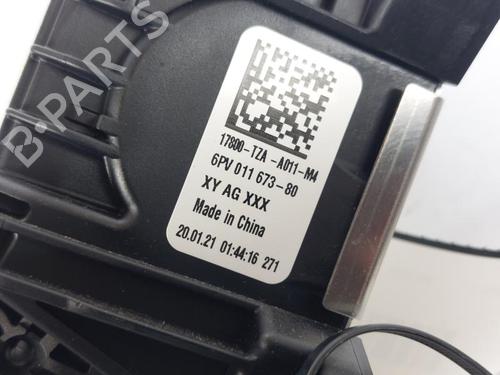 B-PARTS
17800-TZA -A011-M4
6PV 011 673-80
XY AG XXX
Made in China
20.01.21 01:44:16 271